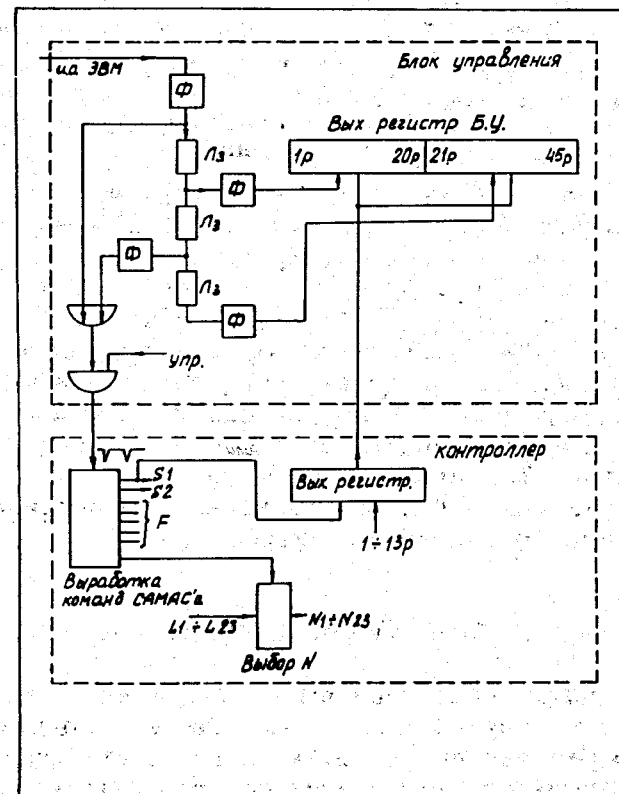 из ЭВМ
Блок управления
Ф
Вых регистр Б.У.
1р 20р 21р 45р
Лз
Ф
Лз
Ф
Лз
Ф
упр.
контроллер
S1
S2
F
Вых регистр.
1÷13р
Выработка
команд САМАС'а
L1÷L23
N1÷N23
Выбор N